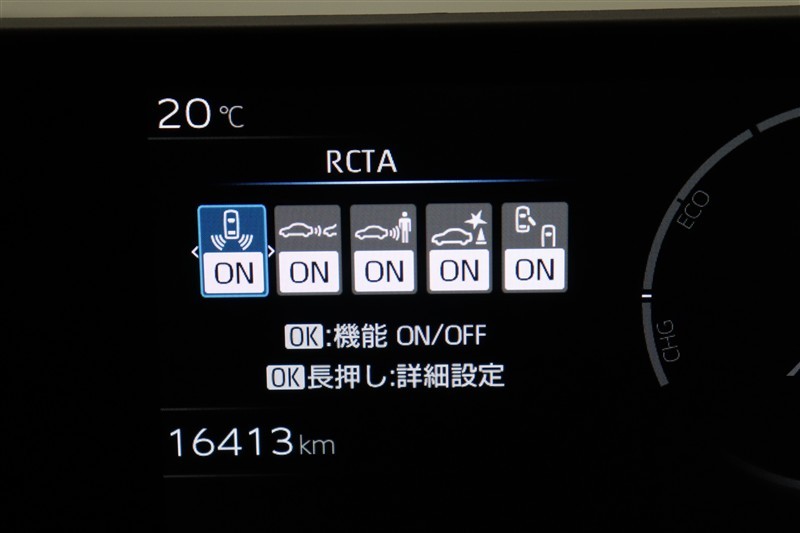 20℃
RCTA
ON ON ON ON ON
OK:機能 ON/OFF
OK長押し:詳細設定
16413km
ECO
CHG